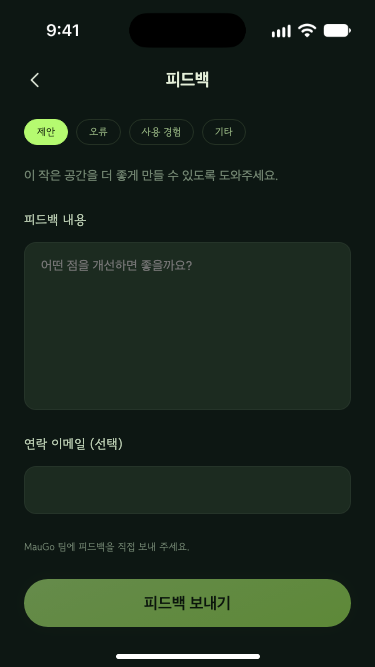 9:41
피드백
제안
오류
사용 경험
기타
이 작은 공간을 더 좋게 만들 수 있도록 도와주세요.
피드백 내용
어떤 점을 개선하면 좋을까요?
연락 이메일 (선택)
MauGo 팀에 피드백을 직접 보내 주세요.
피드백 보내기